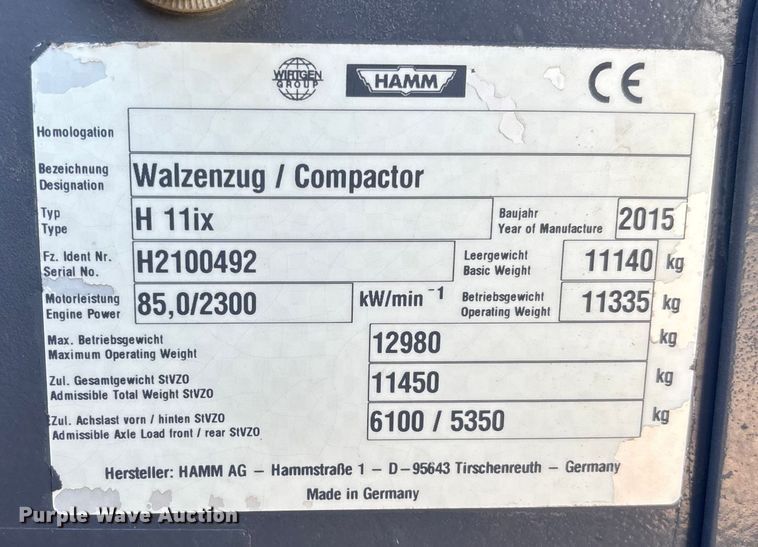 WIRTGEN GROUP HAMM CE
Homologation
Bezeichnung
Designation
Walzenzug / Compactor
Typ
Type
H 11ix
Baujahr
Year of Manufacture
2015
Fz. Ident Nr.
Serial No.
H2100492
Leergewicht
Basic Weight
11140 kg
Motorleistung
Engine Power
85,0/2300 kW/min⁻¹
Betriebsgewicht
Operating Weight
11335 kg
Max. Betriebsgewicht
Maximum Operating Weight
12980 kg
Zul. Gesamtgewicht StVZO
Admissible Total Weight StVZO
11450 kg
Zul. Achslast vorn / hinten StVZO
Admissible Axle Load front / rear StVZO
6100 / 5350 kg
Hersteller: HAMM AG – Hammstraße 1 – D–95643 Tirschenreuth – Germany
Made in Germany
Purple Wave Auction